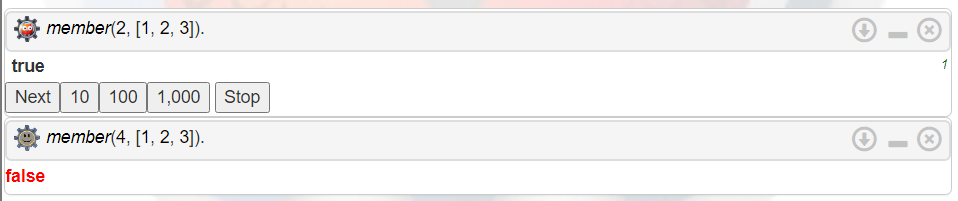 member(2, [1, 2, 3]).
true 1
Next 10 100 1,000 Stop
member(4, [1, 2, 3]).
false